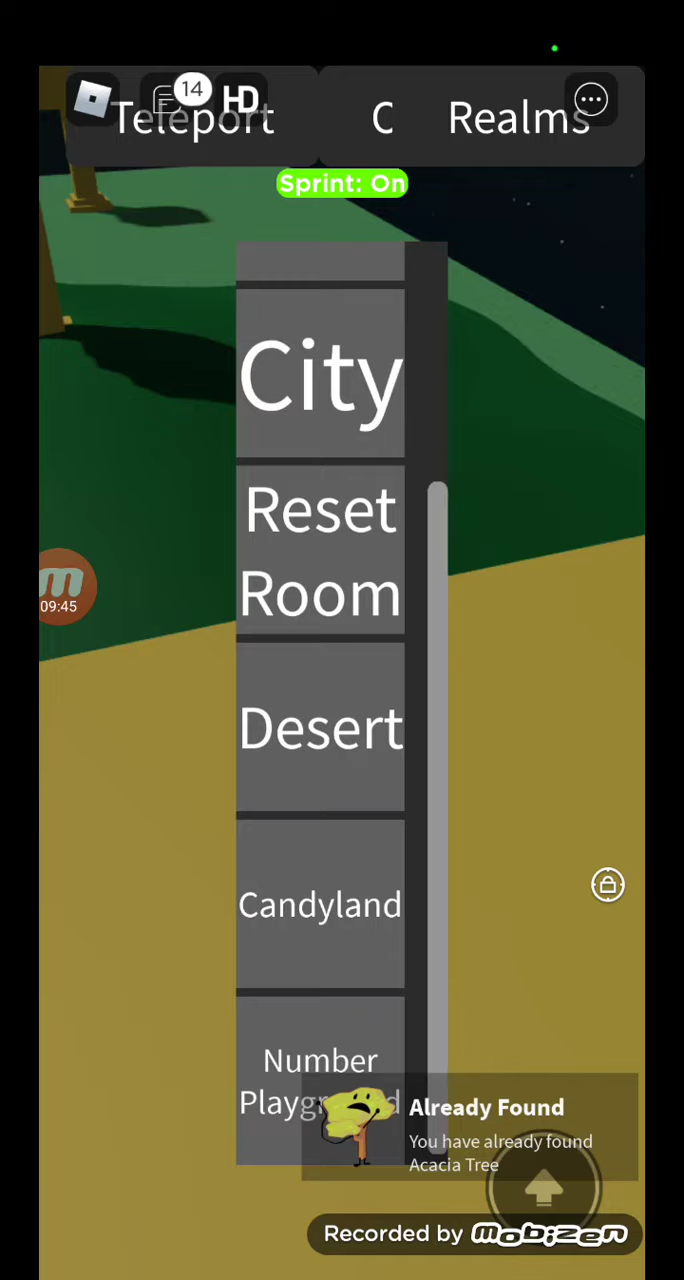 14
HD
Teleport
C
Realms
Sprint: On
City
Reset
Room
Desert
09:45
Candyland
Number
Playground
Already Found
You have already found
Acacia Tree
Recorded by mobizen